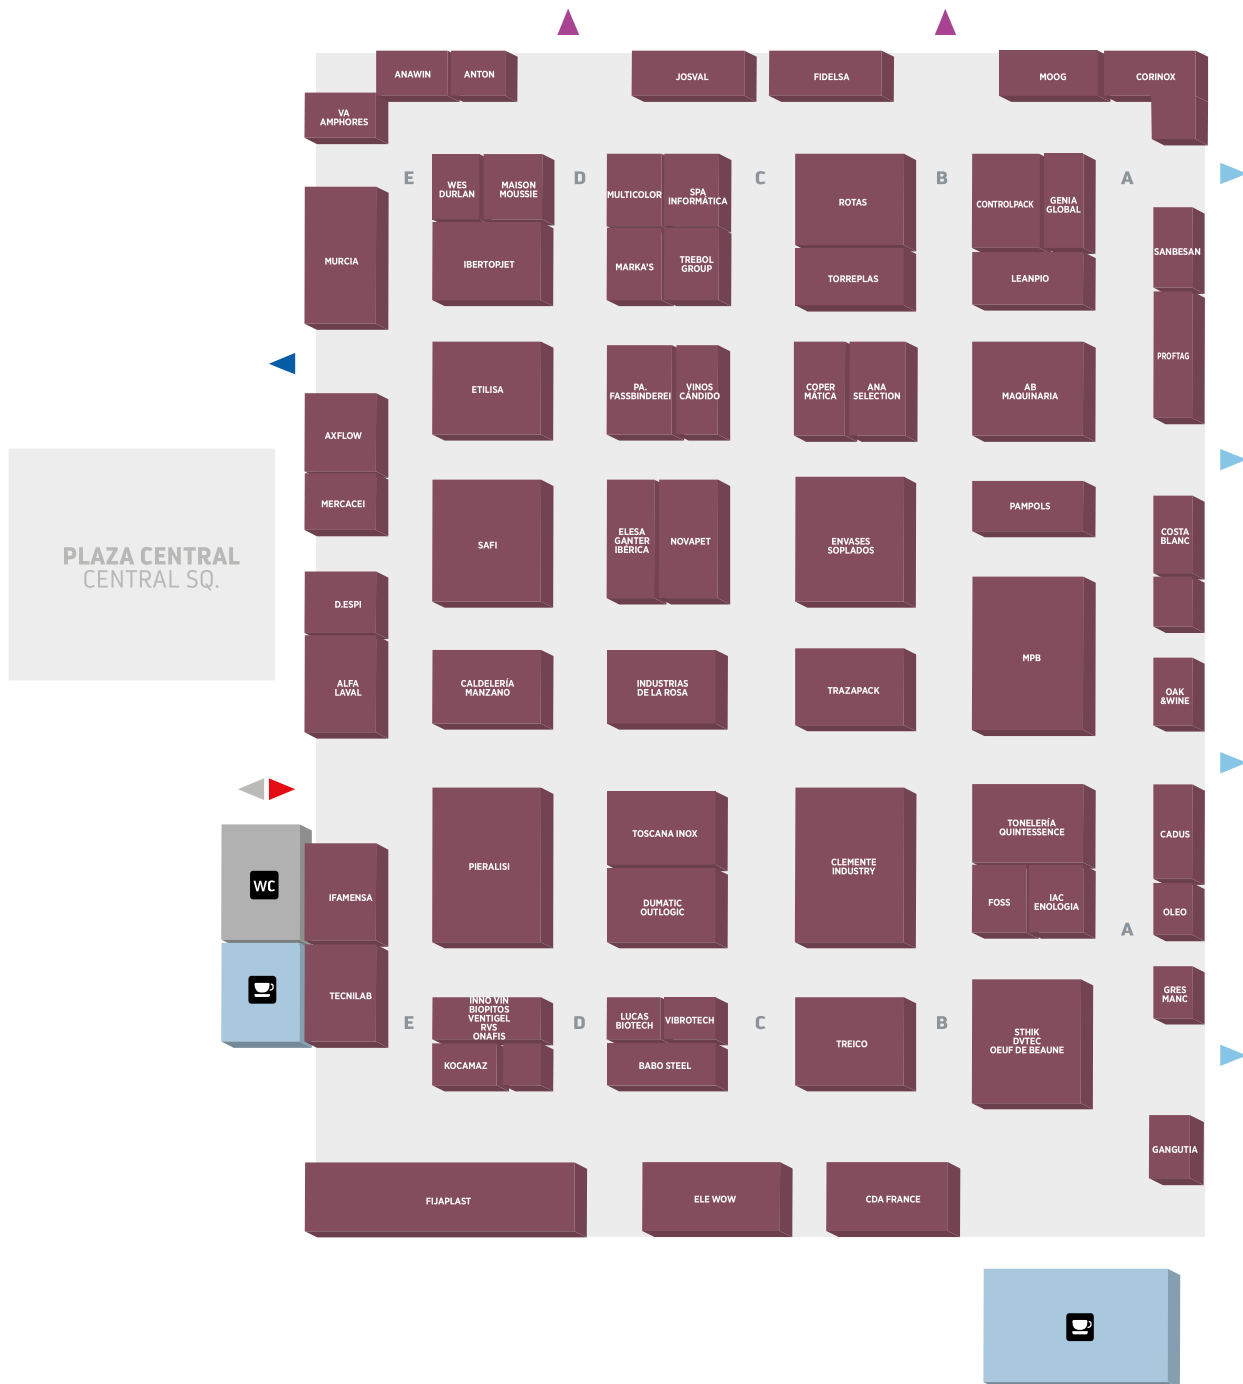 ANAWIN
ANTON
JOSVAL
FIDELSA
MOOG
CORINOX
VA
AMPHORES
E
WES
DURLAN
MAISON
MOUSSIE
D
MULTICOLOR
SPA
INFORMÁTICA
C
ROTAS
B
CONTROLPACK
GENIA
GLOBAL
A
MURCIA
IBERTOPJET
MARKA'S
TREBOL
GROUP
TORREPLAS
LEANPIO
SANBESAN
PROFTAG
ETILISA
PA.
FASSBINDEREI
VINOS
CÁNDIDO
COPER
MÁTICA
ANA
SELECTION
AB
MAQUINARIA
AXFLOW
MERCACEI
SAFI
ELESA
GANTER
IBÉRICA
NOVAPET
ENVASES
SOPLADOS
PAMPOLS
COSTA
BLANC
PLAZA CENTRAL
CENTRAL SQ.
D.ESPI
ALFA
LAVAL
CALDELERÍA
MANZANO
INDUSTRIAS
DE LA ROSA
TRAZAPACK
MPB
OAK
&WINE
PIERALISI
TOSCANA INOX
DUMATIC
OUTLOGIC
CLEMENTE
INDUSTRY
TONELERÍA
QUINTESSENCE
FOSS
IAC
ENOLOGIA
CADUS
OLEO
A
WC
IFAMENSA
TECNILAB
E
INNO VIN
BIOPITOS
VENTIGEL
RVS
ONAFIS
KOCAMAZ
D
LUCAS
BIOTECH
VIBROTECH
BABO STEEL
C
TREICO
B
STHIK
DVTEC
OEUF DE BEAUNE
GRES
MANC
GANGUTIA
FIJAPLAST
ELE WOW
CDA FRANCE